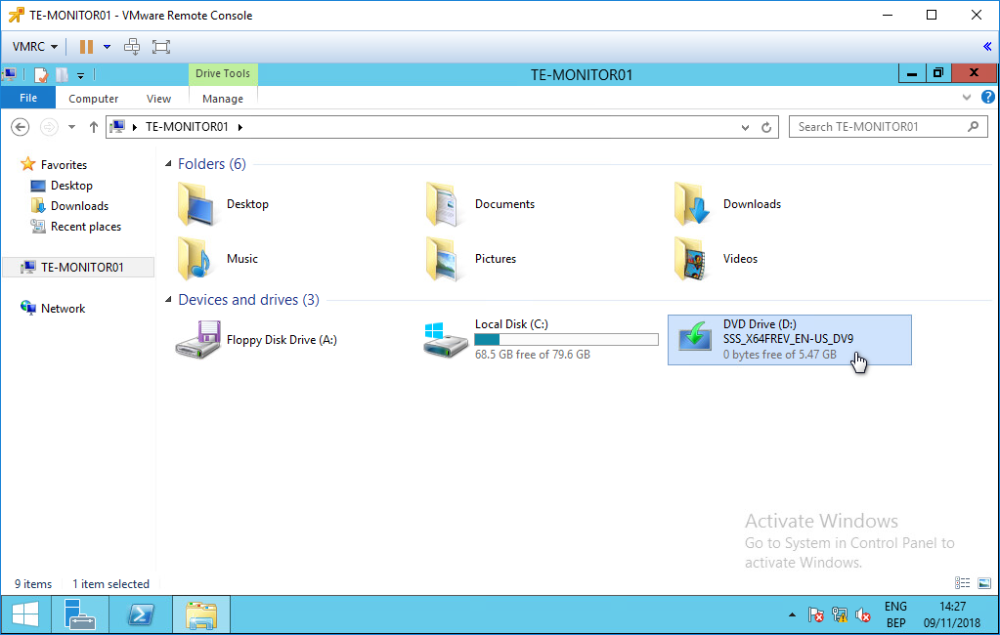 TE-MONITOR01 - VMware Remote Console
VMRC
Drive Tools
TE-MONITOR01
File
Computer
View
Manage
TE-MONITOR01
Search TE-MONITOR01
Favorites
Desktop
Downloads
Recent places
TE-MONITOR01
Network
Folders (6)
Desktop
Documents
Downloads
Music
Pictures
Videos
Devices and drives (3)
Floppy Disk Drive (A:)
Local Disk (C:)
68.5 GB free of 79.6 GB
DVD Drive (D:)
SSS_X64FREV_EN-US_DV9
0 bytes free of 5.47 GB
Activate Windows
Go to System in Control Panel to
activate Windows.
9 items
1 item selected
ENG
BEP
14:27
09/11/2018